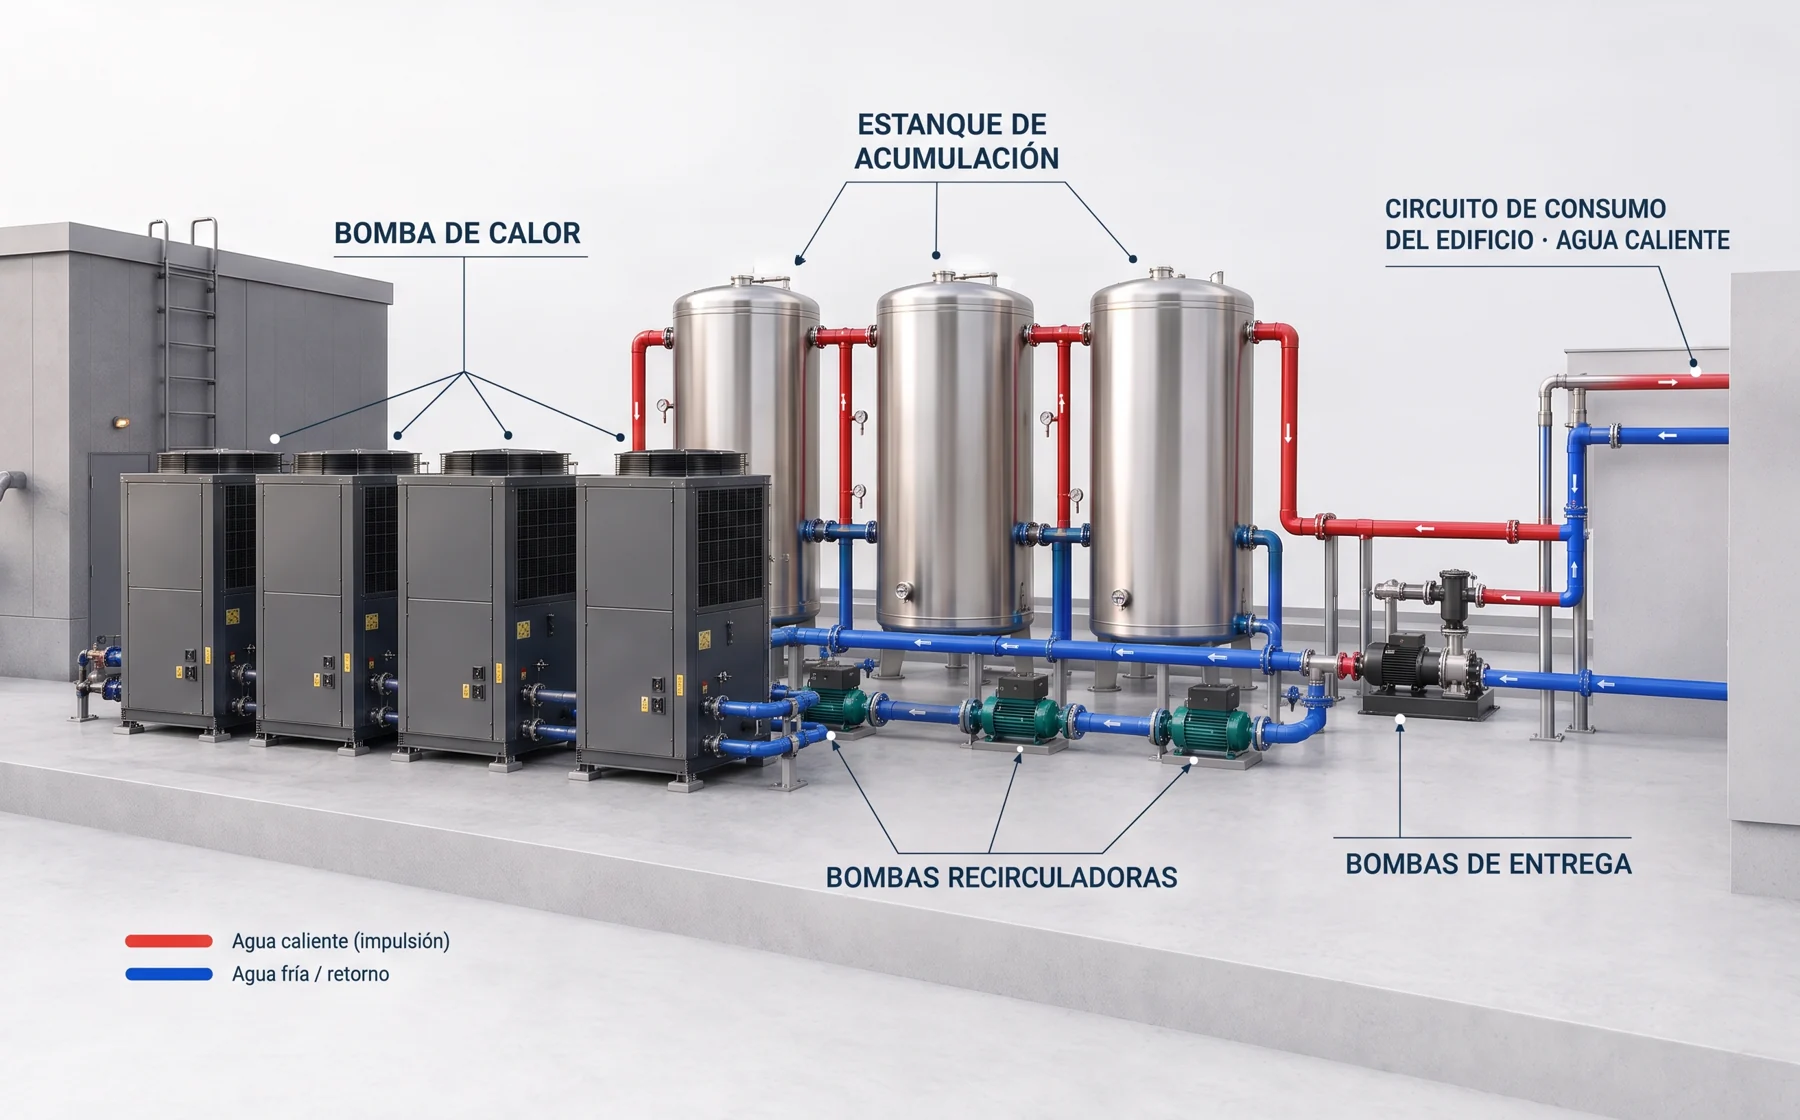 ESTANQUE DE
ACUMULACIÓN
CIRCUITO DE CONSUMO
DEL EDIFICIO · AGUA CALIENTE
BOMBA DE CALOR
BOMBAS RECIRCULADORAS
BOMBAS DE ENTREGA
Agua caliente (impulsión)
Agua fría / retorno